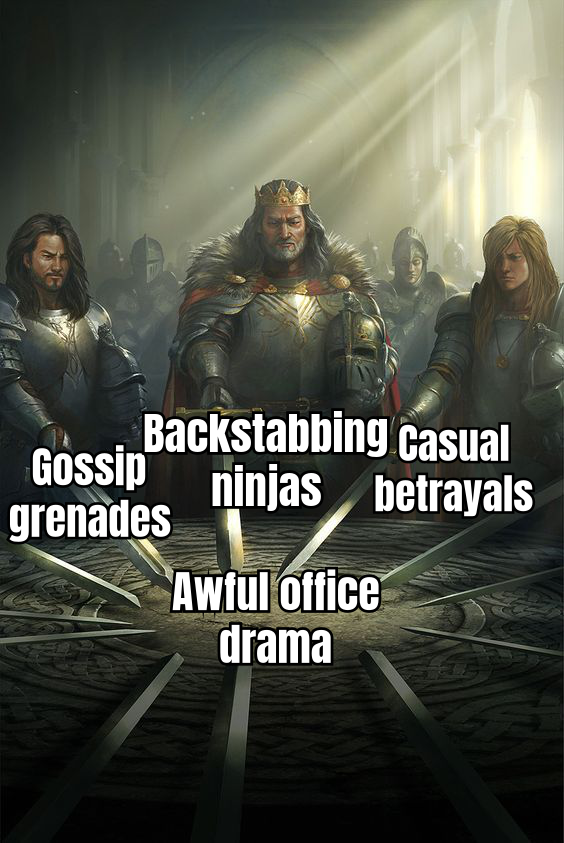 Backstabbing
ninjas
Gossip
grenades
Casual
betrayals
Awful office
drama